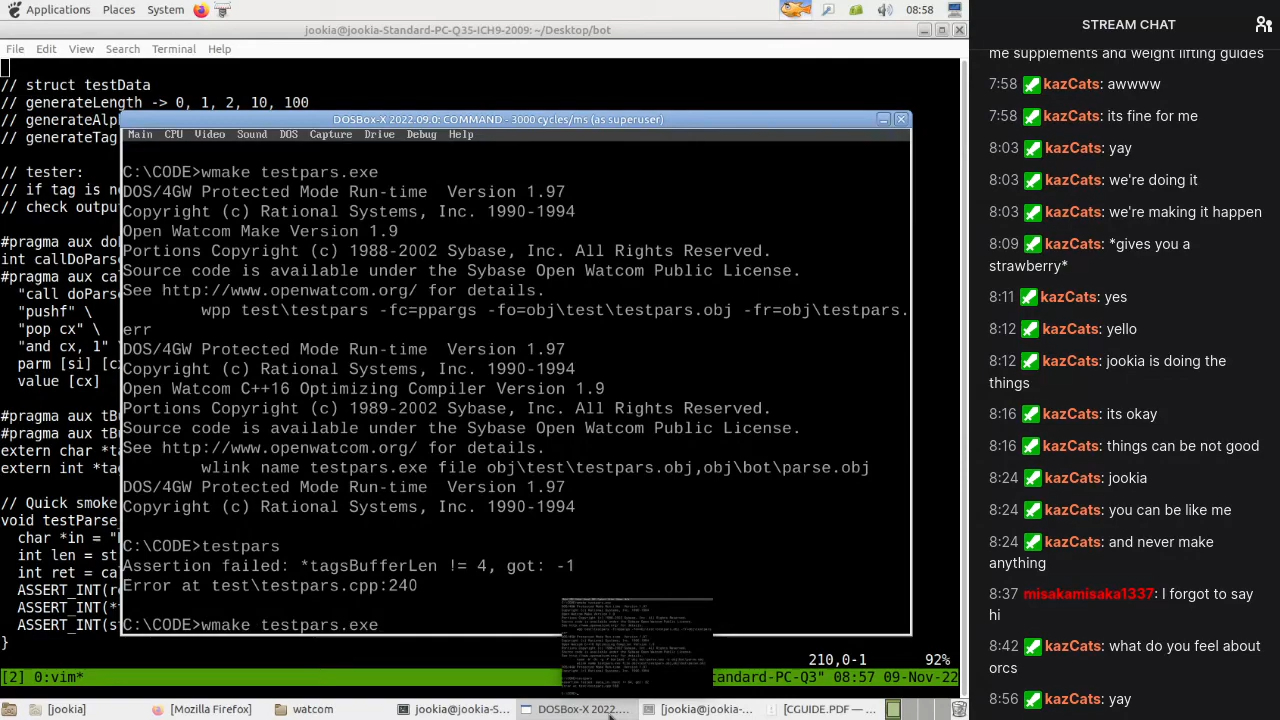 Applications Places System 08:58
jookia@jookia-Standard-PC-Q35-ICH9-2009: ~/Desktop/bot
File Edit View Search Terminal Help
// struct testData
// generateLength -> 0, 1, 2, 10, 100
// generateAlp
// generateTag
// tester:
// if tag is n
// check outpu
#pragma aux do
int callDoPars
#pragma aux ca
"call doPars
"pushf" \
"pop cx" \
"and cx, 1"
parm [si] [c
value [cx]
#pragma aux tB
#pragma aux tB
extern char *t
extern int *ta
// Quick smoke
void testParse
char *in = "
int len = st
int ret = ca
ASSERT_INT(r
ASSERT_INT(*
}
DOSBox-X 2022.09.0: COMMAND - 3000 cycles/ms (as superuser)
Main CPU Video Sound DOS Capture Drive Debug Help
C:\CODE>wmake testpars.exe
DOS/4GW Protected Mode Run-time Version 1.97
Copyright (c) Rational Systems, Inc. 1990-1994
Open Watcom Make Version 1.9
Portions Copyright (c) 1988-2002 Sybase, Inc. All Rights Reserved.
Source code is available under the Sybase Open Watcom Public License.
See http://www.openwatcom.org/ for details.
wpp test\testpars -fc=ppargs -fo=obj\test\testpars.obj -fr=obj\testpars.
err
DOS/4GW Protected Mode Run-time Version 1.97
Copyright (c) Rational Systems, Inc. 1990-1994
Open Watcom C++16 Optimizing Compiler Version 1.9
Portions Copyright (c) 1989-2002 Sybase, Inc. All Rights Reserved.
Source code is available under the Sybase Open Watcom Public License.
See http://www.openwatcom.org/ for details.
wlink name testpars.exe file obj\test\testpars.obj,obj\bot\parse.obj
DOS/4GW Protected Mode Run-time Version 1.97
Copyright (c) Rational Systems, Inc. 1990-1994
C:\CODE>testpars
Assertion failed: *tagsBufferLen != 4, got: -1
Error at test\testpars.cpp:240
C:\CODE>wmake testpars.exe
217,1 92%
[2] 0:vim* tandard-PC-Q3" 08:57 09-Nov-22
[jookia] [Mozilla Firefox] watcom jookia@jookia-S... DOSBox-X 2022.... [jookia@jookia-... [CGUIDE.PDF —...
STREAM CHAT
me supplements and weight lifting guides
7:58 kazCats: awwww
7:58 kazCats: its fine for me
8:03 kazCats: yay
8:03 kazCats: we're doing it
8:03 kazCats: we're making it happen
8:09 kazCats: *gives you a
strawberry*
8:11 kazCats: yes
8:12 kazCats: yello
8:12 kazCats: jookia is doing the
things
8:16 kazCats: its okay
8:16 kazCats: things can be not good
8:24 kazCats: jookia
8:24 kazCats: you can be like me
8:24 kazCats: and never make
anything
8:37 misakamisaka1337: I forgot to say
hi
kazCats: did you hear about
8:56 kazCats: yay